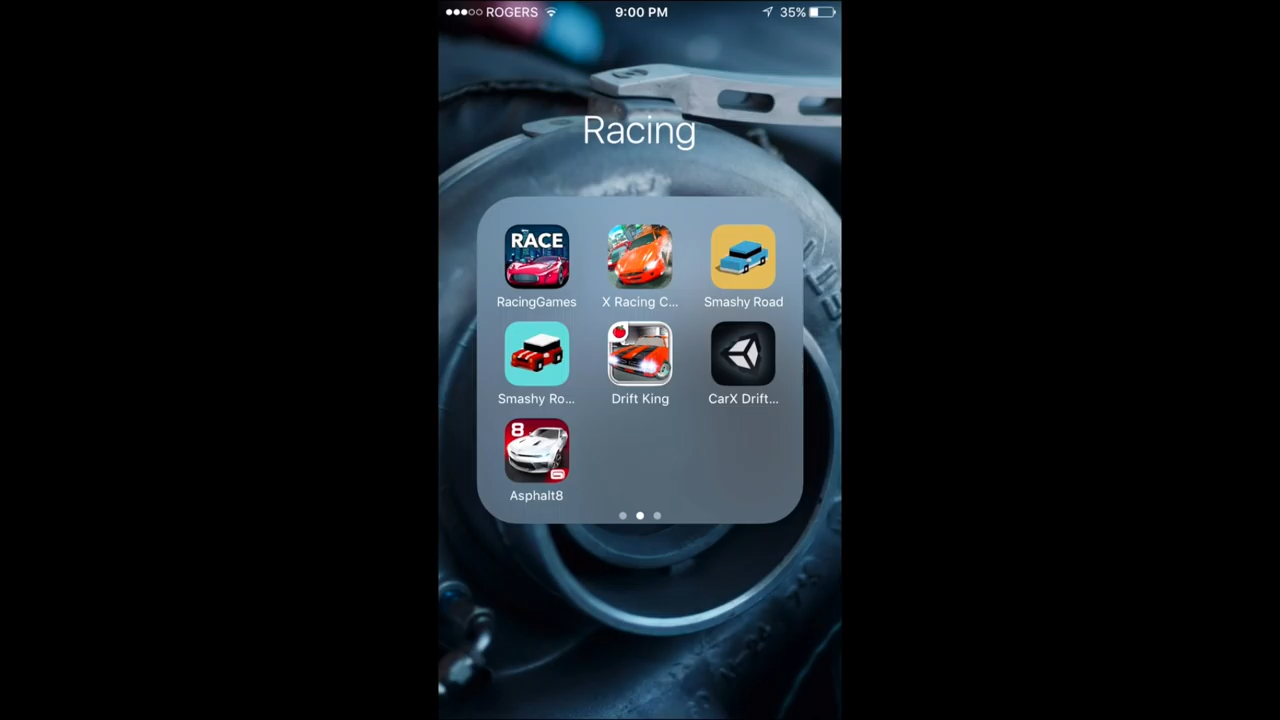 ROGERS 9:00 PM 35%
Racing
RACE
RacingGames X Racing C... Smashy Road
Smashy Ro... Drift King CarX Drift...
8
Asphalt8